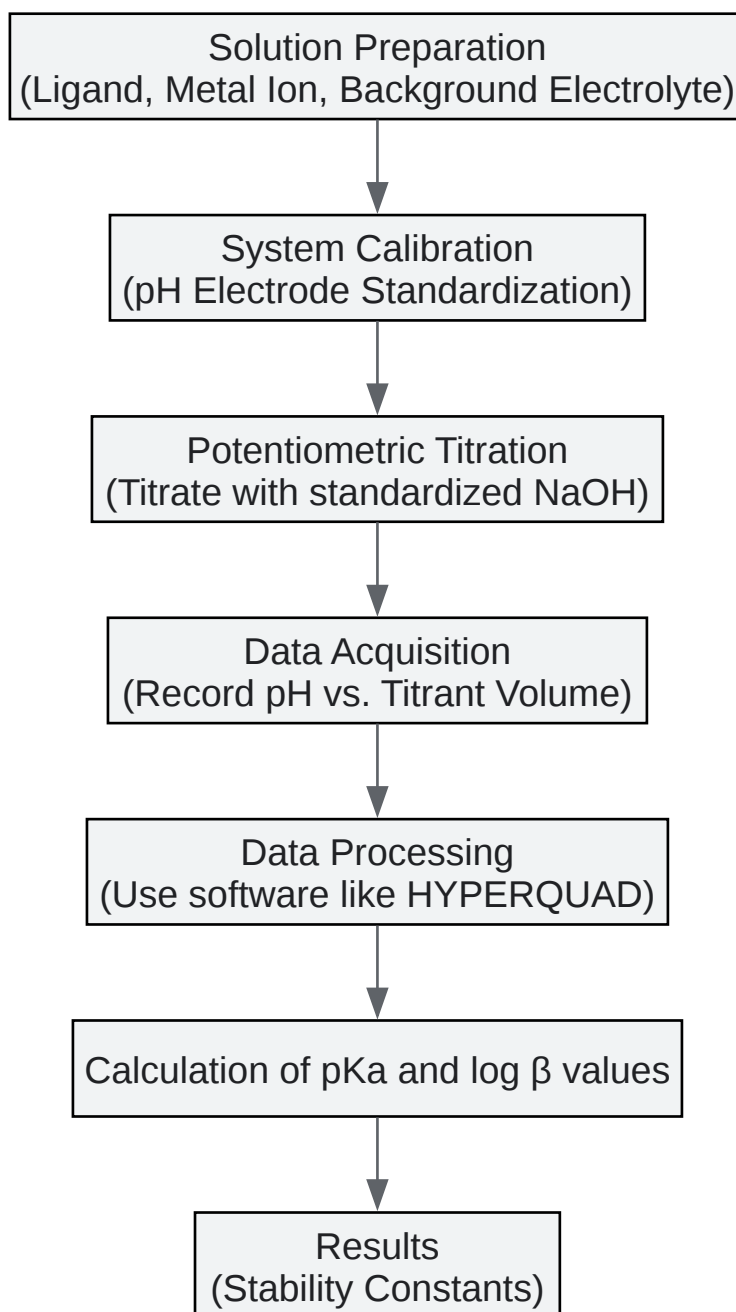 Solution Preparation
(Ligand, Metal Ion, Background Electrolyte)
System Calibration
(pH Electrode Standardization)
Potentiometric Titration
(Titrate with standardized NaOH)
Data Acquisition
(Record pH vs. Titrant Volume)
Data Processing
(Use software like HYPERQUAD)
Calculation of pKa and log β values
Results
(Stability Constants)